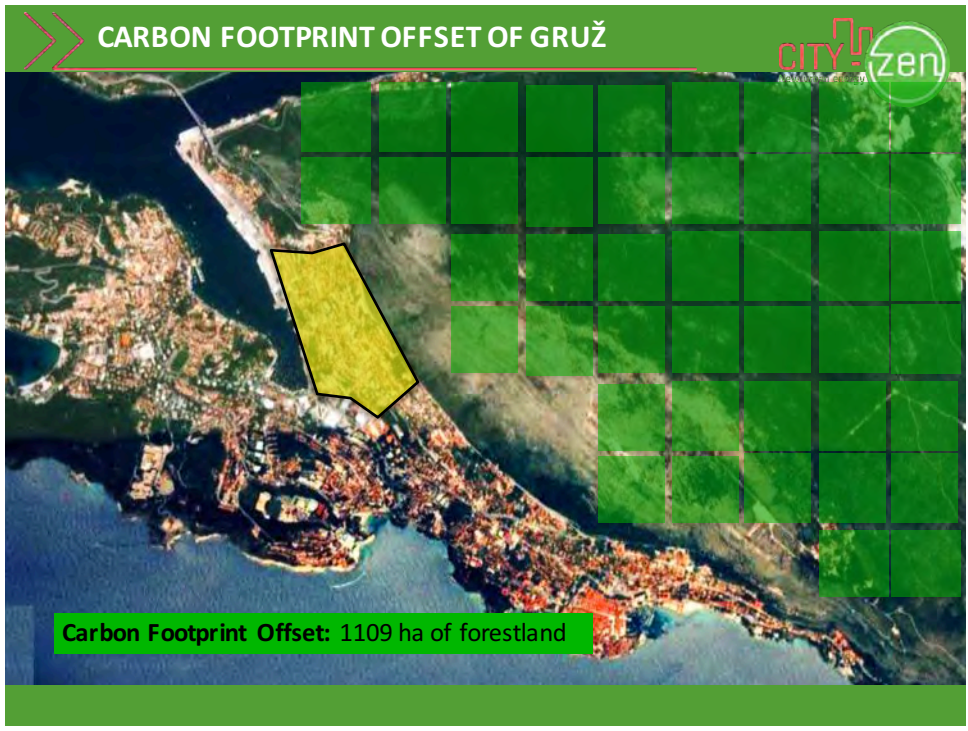 CARBON FOOTPRINT OFFSET OF GRUŽ
CITY
zen
Carbon Footprint Offset: 1109 ha of forestland